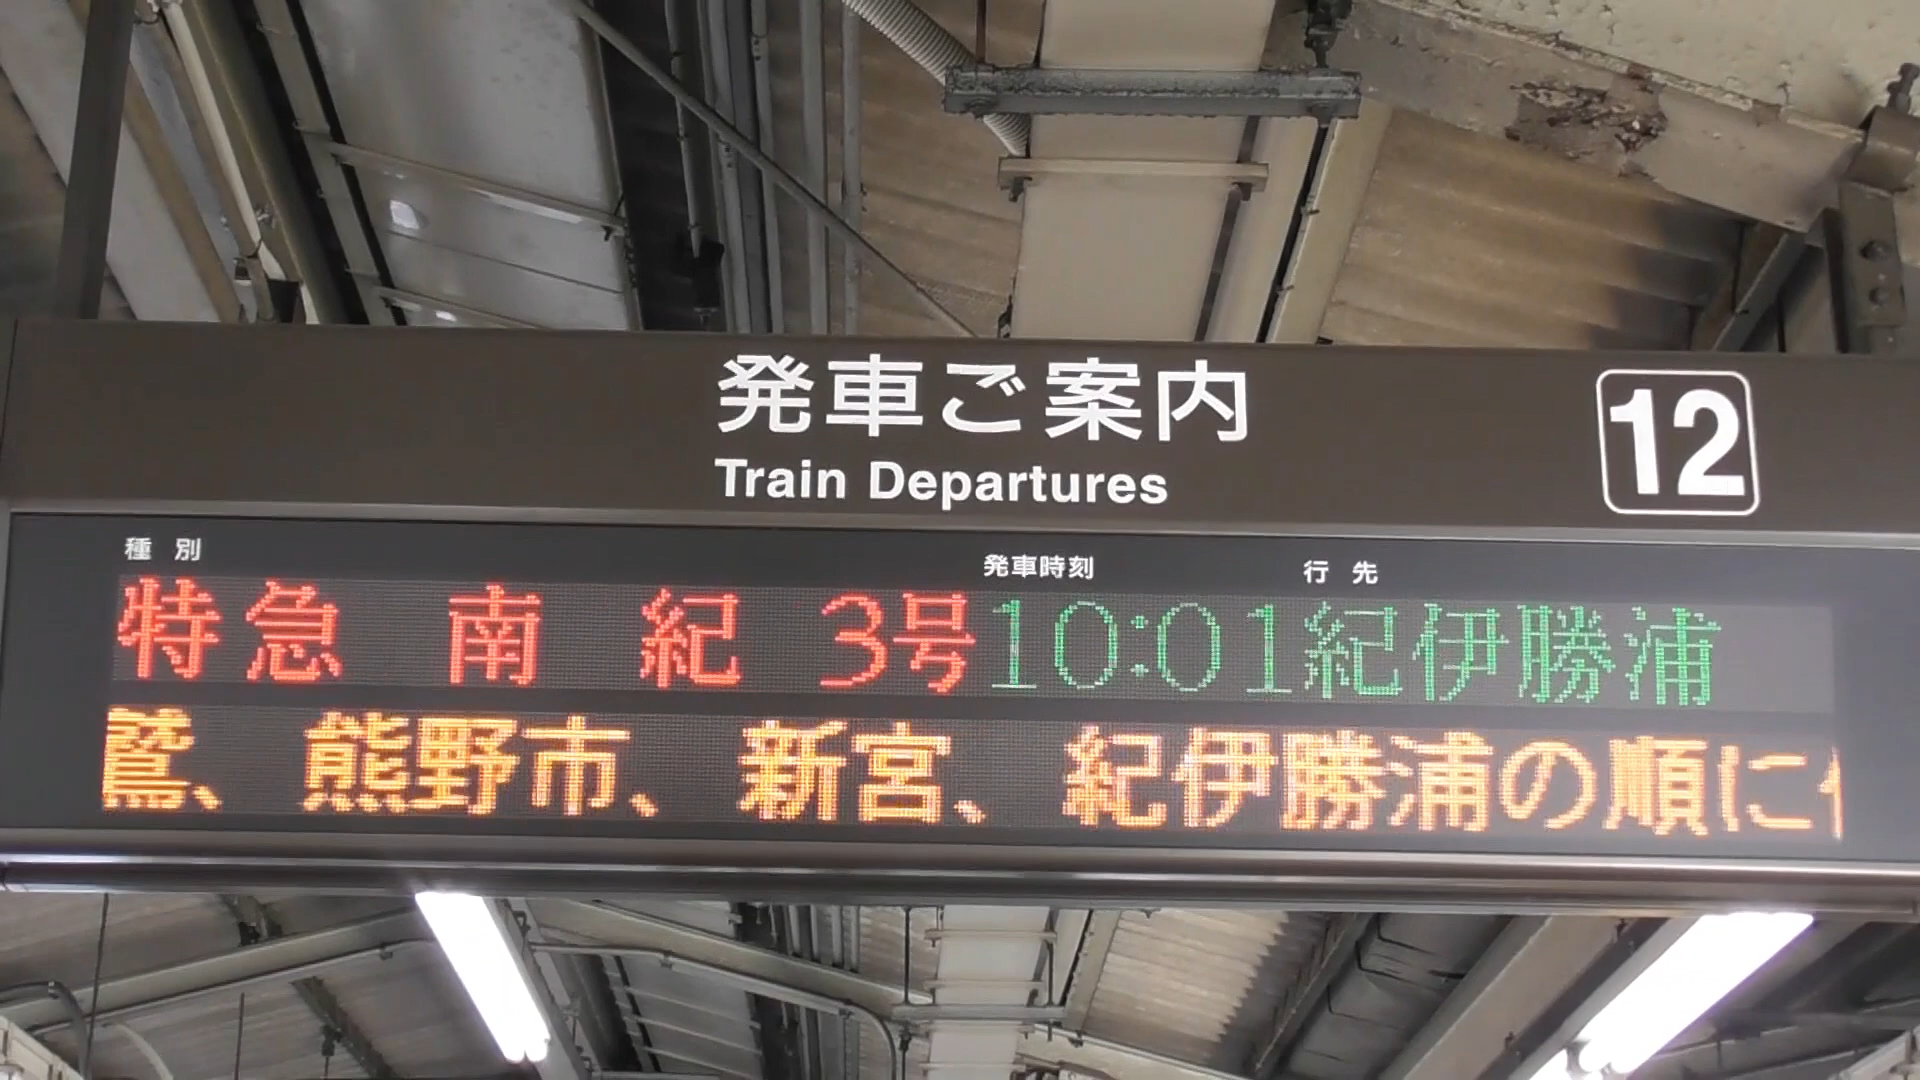 発車ご案内
Train Departures
12
種別 発車時刻 行先
特急 南紀 3号 10:01 紀伊勝浦
鷲、熊野市、新宮、紀伊勝浦の順に